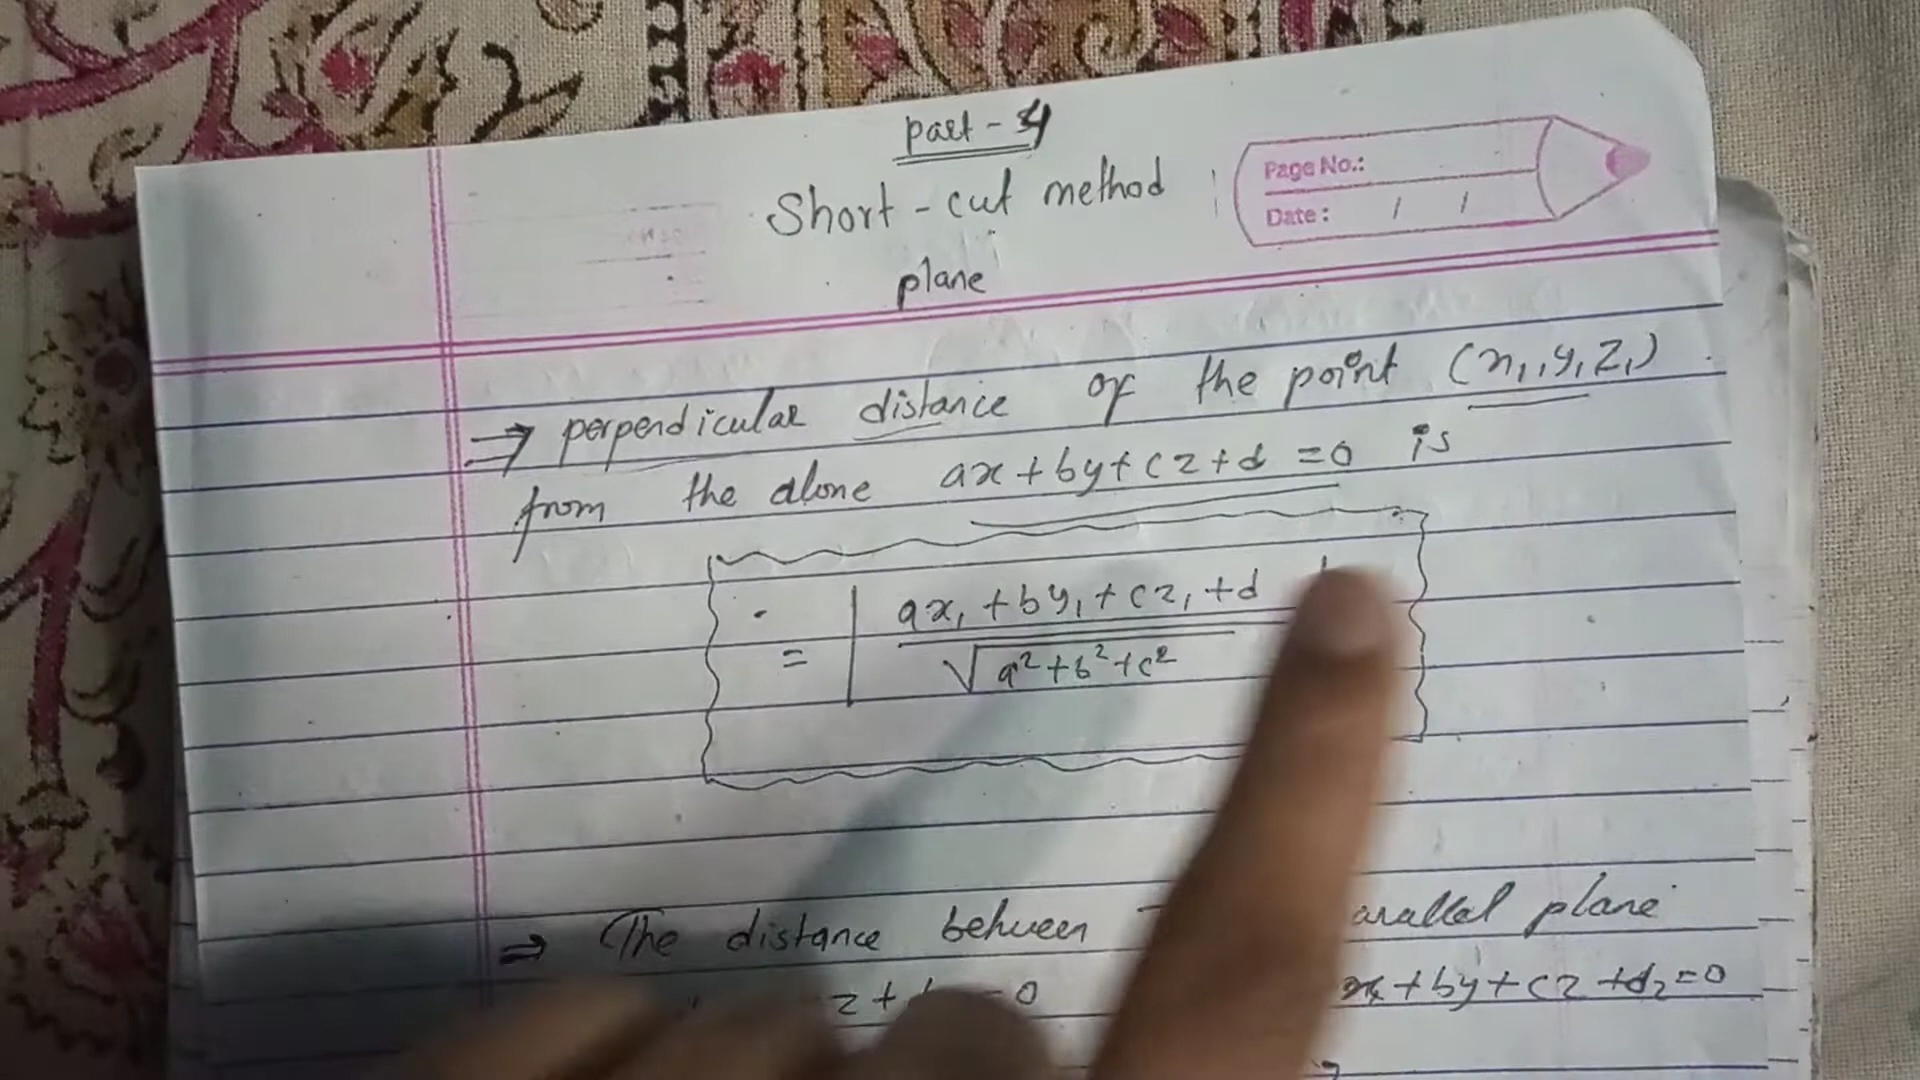 part - 4
Short - cut method
plane
Page No.:
Date : / /
⇒ perpendicular distance of the point (x₁, y₁ z₁)
from the alone ax + by + cz + d = 0 is
= | ax₁ + by₁ + cz₁ + d / √a² + b² + c²
⇒ The distance between arallel plane
z + = 0 x + by + cz + d₂ = 0